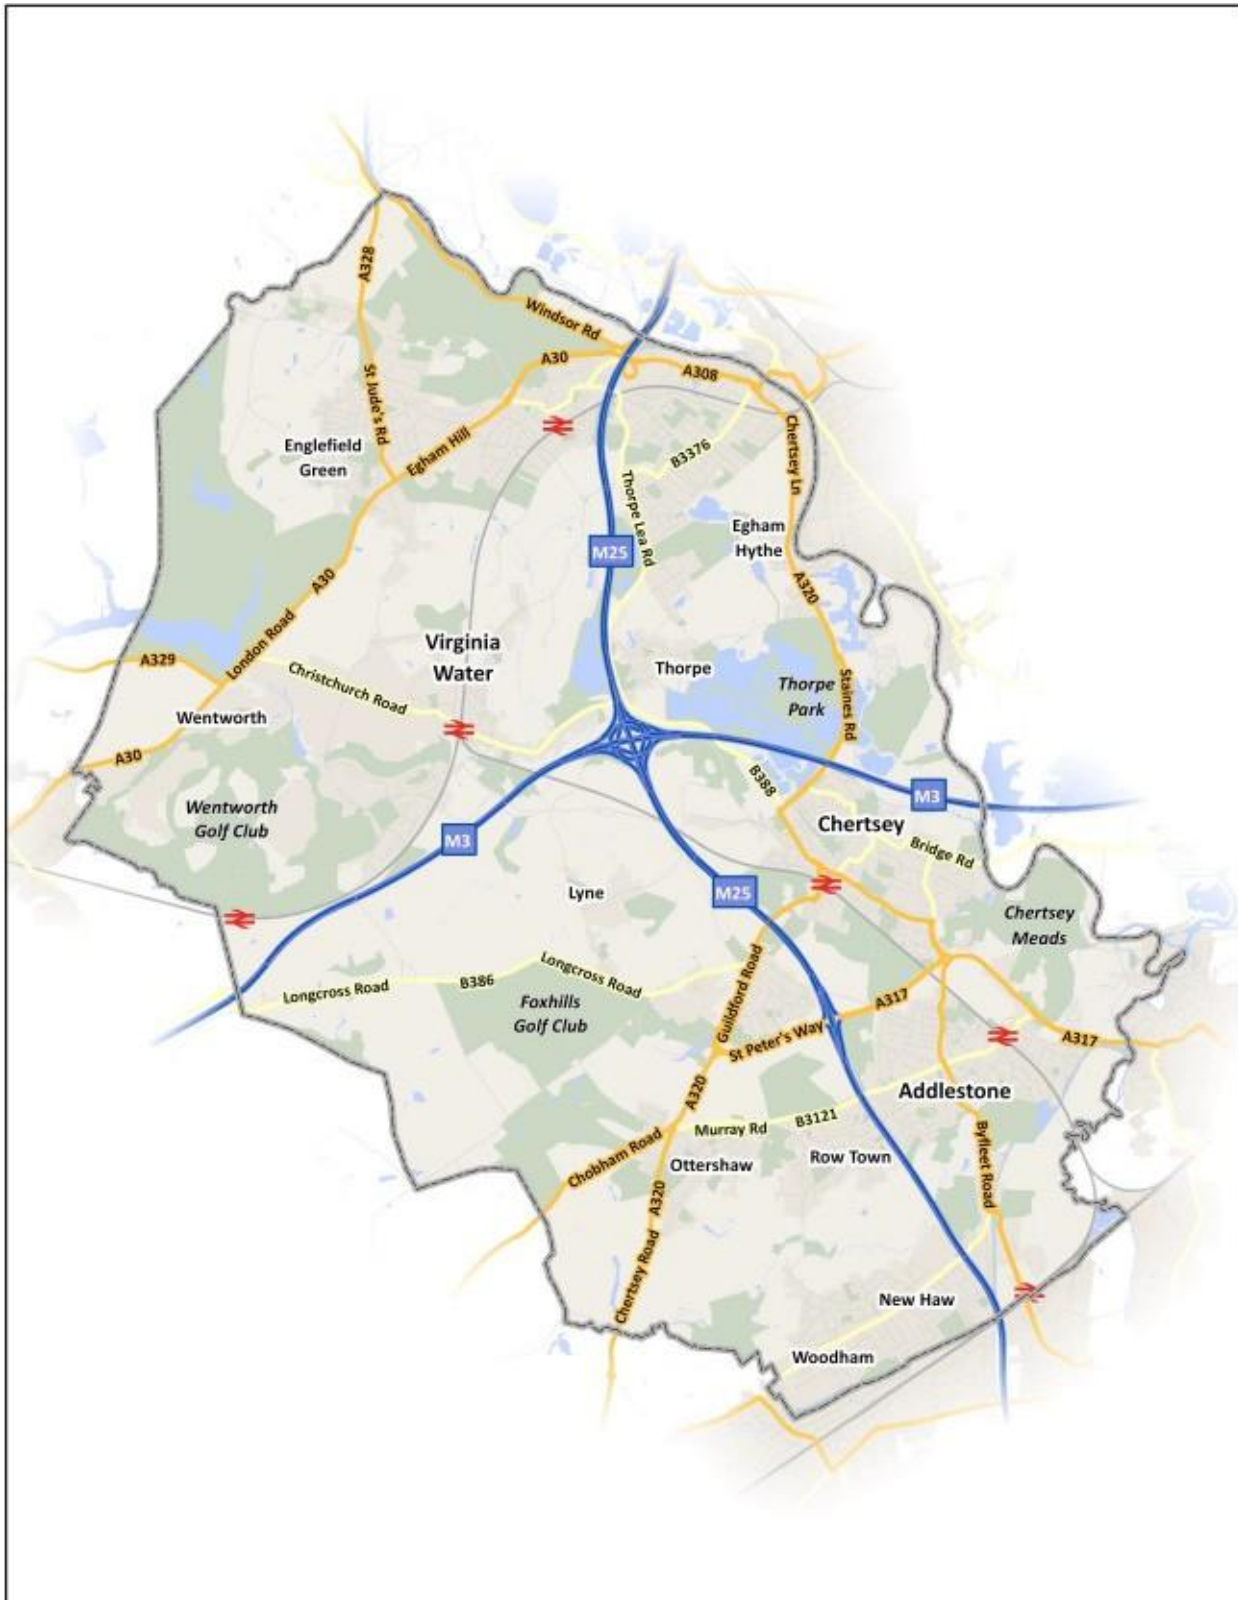 A328
Windsor Rd
A30
A308
St Jude's Rd
Chertsey Ln
Englefield
Green
Egham Hill
B3376
Thorpe Lea Rd
Egham
Hythe
M25
A30
A320
London Road
Virginia
Water
A329
Christchurch Road
Thorpe
Thorpe
Park
Staines Rd
Wentworth
A30
B388
M3
Wentworth
Golf Club
M3
Chertsey
Bridge Rd
Lyne
M25
Chertsey
Meads
Longcross Road
B386
Longcross Road
Guildford Road
Foxhills
Golf Club
A317
St Peter's Way
A317
A320
Addlestone
Murray Rd
B3121
Chobham Road
Ottershaw
Row Town
Byfleet Road
A320
Chertsey Road
New Haw
Woodham